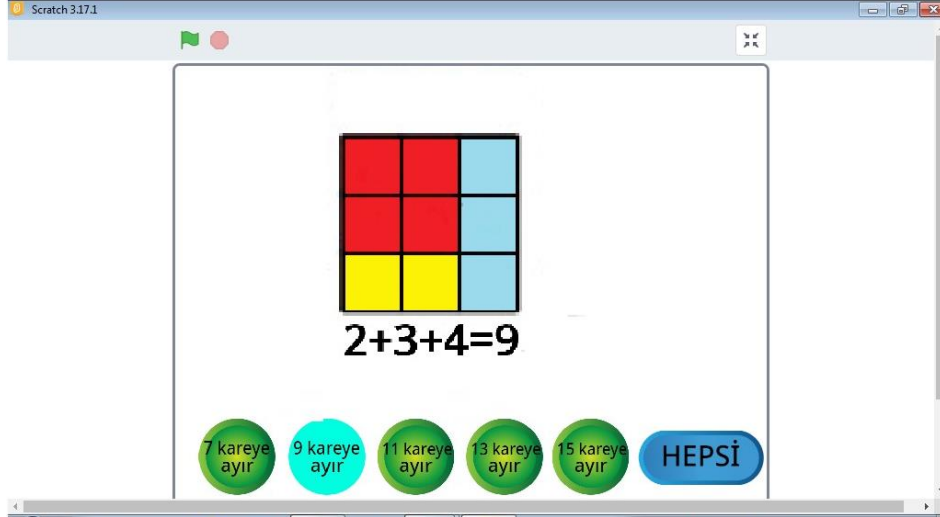 Scratch 3.17.1
2+3+4=9
7 kareye
ayır
9 kareye
ayır
11 kareye
ayır
13 kareye
ayır
15 kareye
ayır
HEPSİ